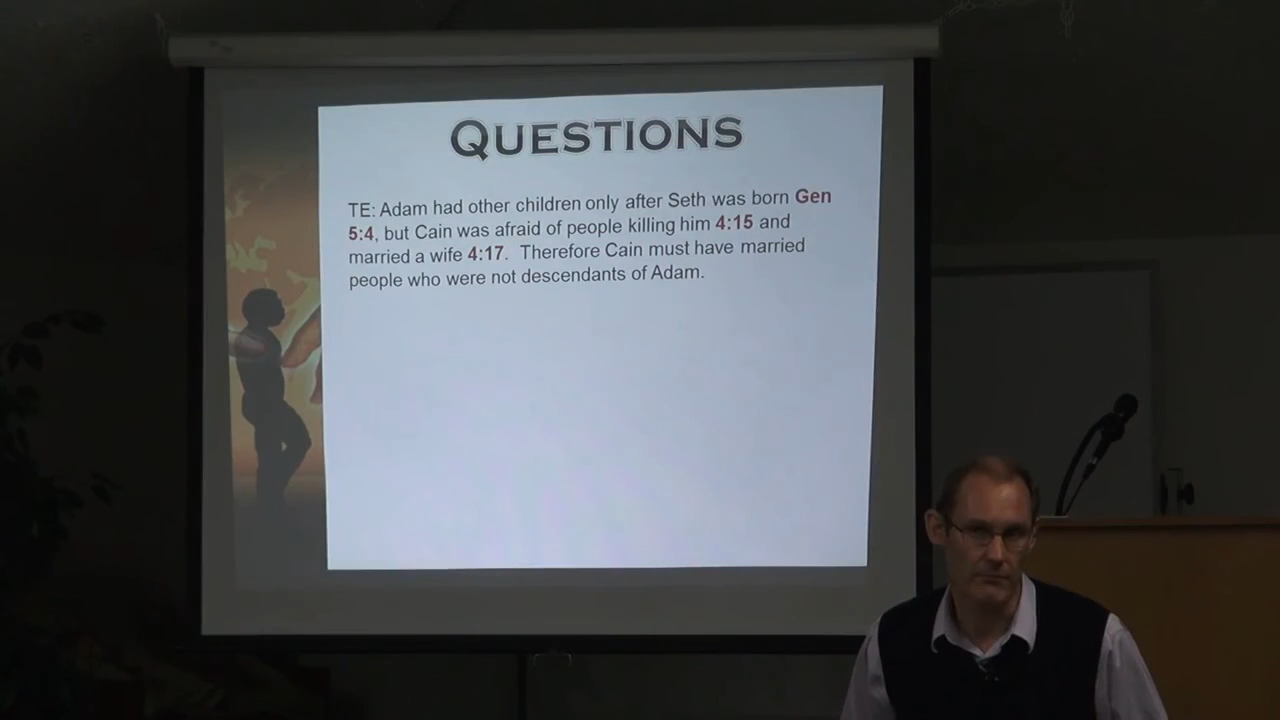 QUESTIONS
TE: Adam had other children only after Seth was born Gen
5:4, but Cain was afraid of people killing him 4:15 and
married a wife 4:17. Therefore Cain must have married
people who were not descendants of Adam.